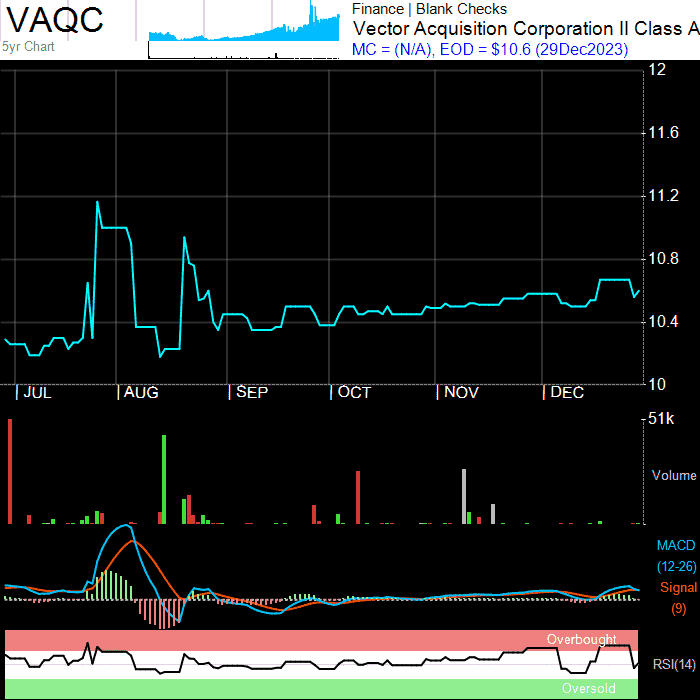 VAQC
5yr Chart
Finance | Blank Checks
Vector Acquisition Corporation II Class A
MC = (N/A), EOD = $10.6 (29Dec2023)
12
11.6
11.2
10.8
10.4
10
JUL AUG SEP OCT NOV DEC
51k
Volume
MACD
(12-26)
Signal
(9)
Overbought
RSI(14)
Oversold